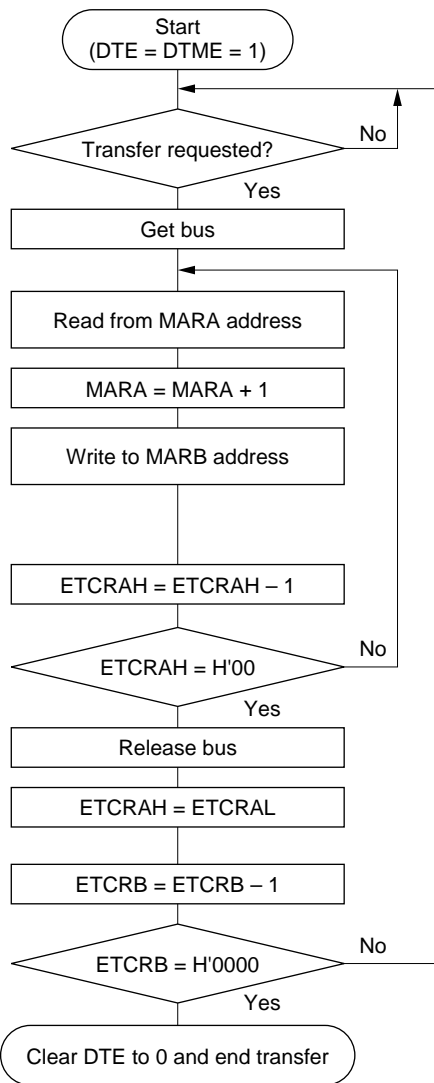 Start
(DTE = DTME = 1)
Transfer requested?
No
Yes
Get bus
Read from MARA address
MARA = MARA + 1
Write to MARB address
ETCRAH = ETCRAH – 1
ETCRAH = H'00
No
Yes
Release bus
ETCRAH = ETCRAL
ETCRB = ETCRB – 1
ETCRB = H'0000
No
Yes
Clear DTE to 0 and end transfer